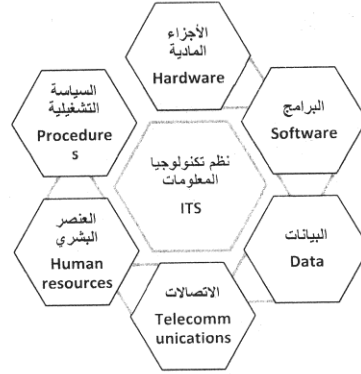 الأجزاء
المادية
Hardware
البرامج
Software
البيانات
Data
الاتصالات
Telecomm
unications
العنصر
البشري
Human
resources
السياسة
التشغيلية
Procedure
s
نظم تكنولوجيا
المعلومات
ITS